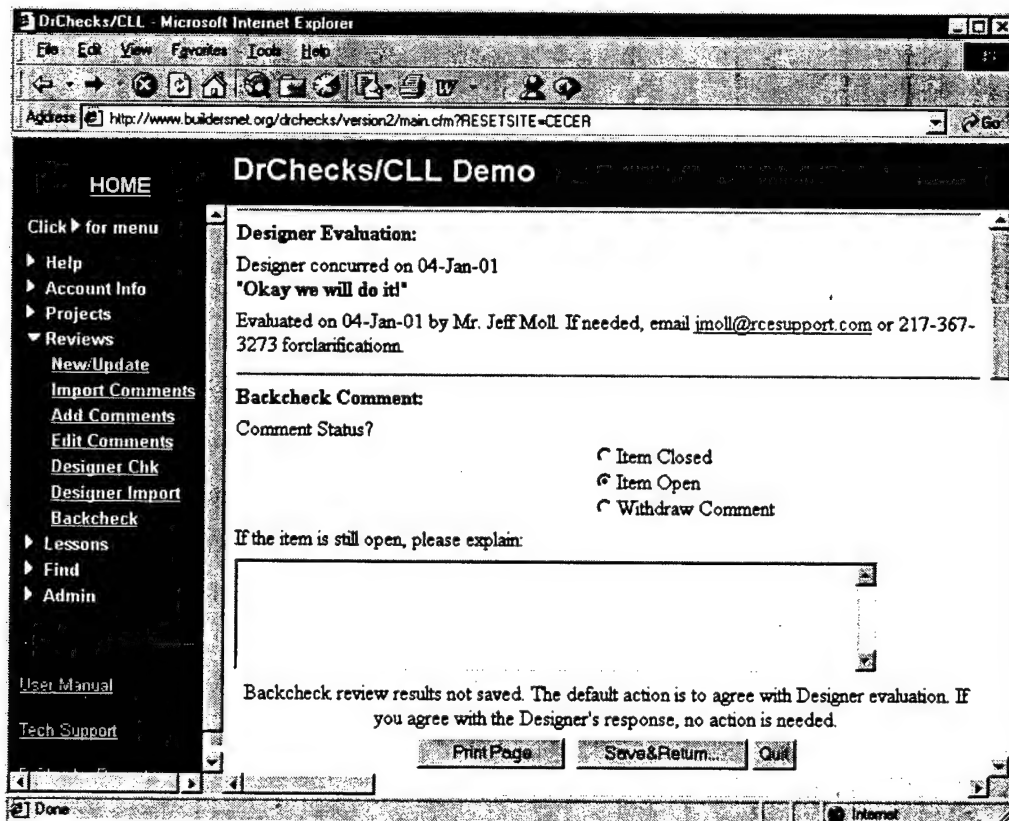 DrChecks/CLL - Microsoft Internet Explorer
File Edit View Favorites Tools Help
Address http://www.buildersnet.org/drchecks/version2/main.cfm?RESETSITE=CECER Go
HOME
DrChecks/CLL Demo
Click for menu
Help
Account Info
Projects
Reviews
New/Update
Import Comments
Add Comments
Edit Comments
Designer Chk
Designer Import
Backcheck
Lessons
Find
Admin
User Manual
Tech Support
Designer Evaluation:
Designer concurred on 04-Jan-01
"Okay we will do it!"
Evaluated on 04-Jan-01 by Mr. Jeff Moll. If needed, email jmoll@rcesupport.com or 217-367-
3273 forclarificationn.
Backcheck Comment:
Comment Status?
Item Closed
Item Open
Withdraw Comment
If the item is still open, please explain:
Backcheck review results not saved. The default action is to agree with Designer evaluation. If
you agree with the Designer's response, no action is needed.
Print Page Save&Return... Quit
Done Internet